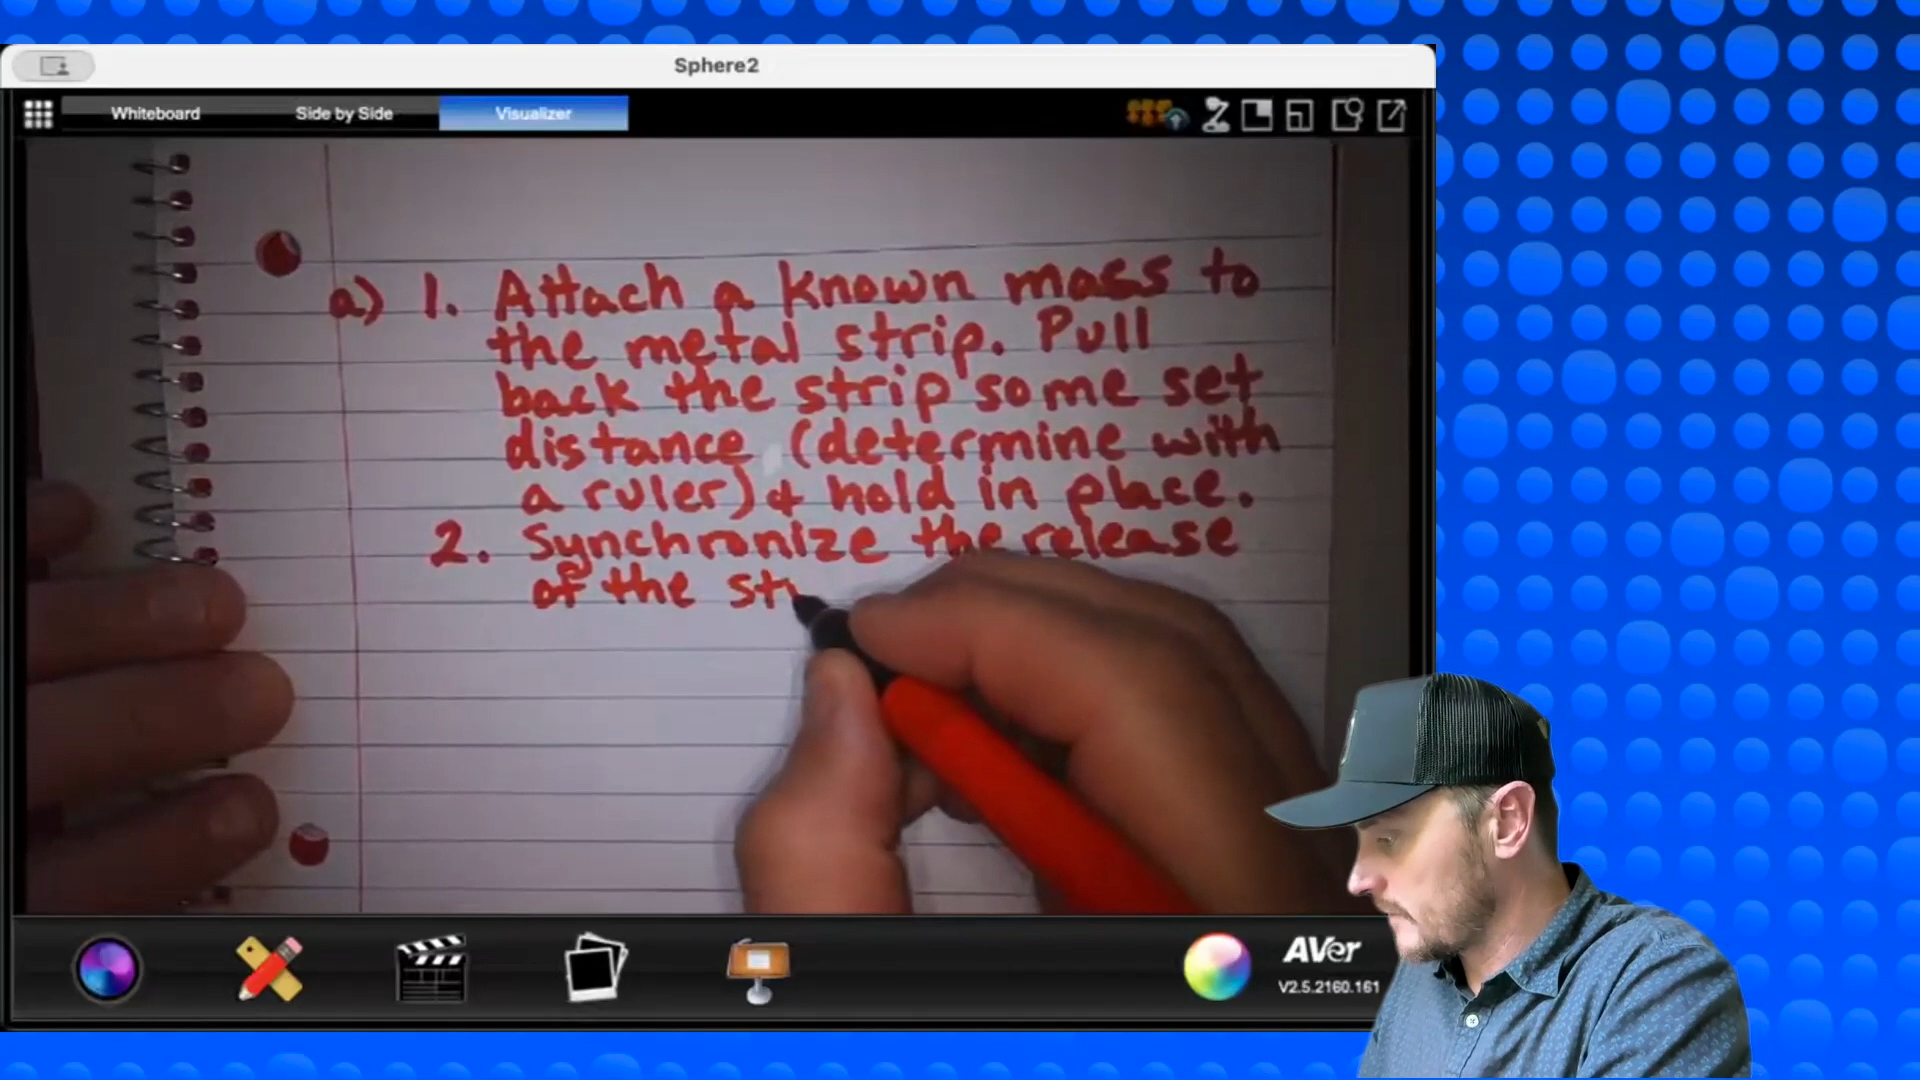 Sphere2
Whiteboard
Side by Side
Visualizer
a) 1. Attach a known mass to
the metal strip. Pull
back the strip some set
distance (determine with
a ruler) & hold in place.
2. Synchronize the release
of the str
AVer
V2.5.2160.161